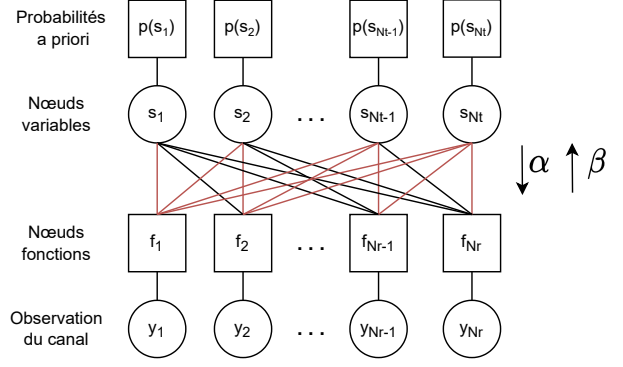 Probabilités
a priori
p(s1) p(s2) p(sNt-1) p(sNt)
Nœuds
variables
s1 s2 ... sNt-1 sNt
α β
Nœuds
fonctions
f1 f2 ... fNr-1 fNr
Observation
du canal
y1 y2 ... yNr-1 yNr